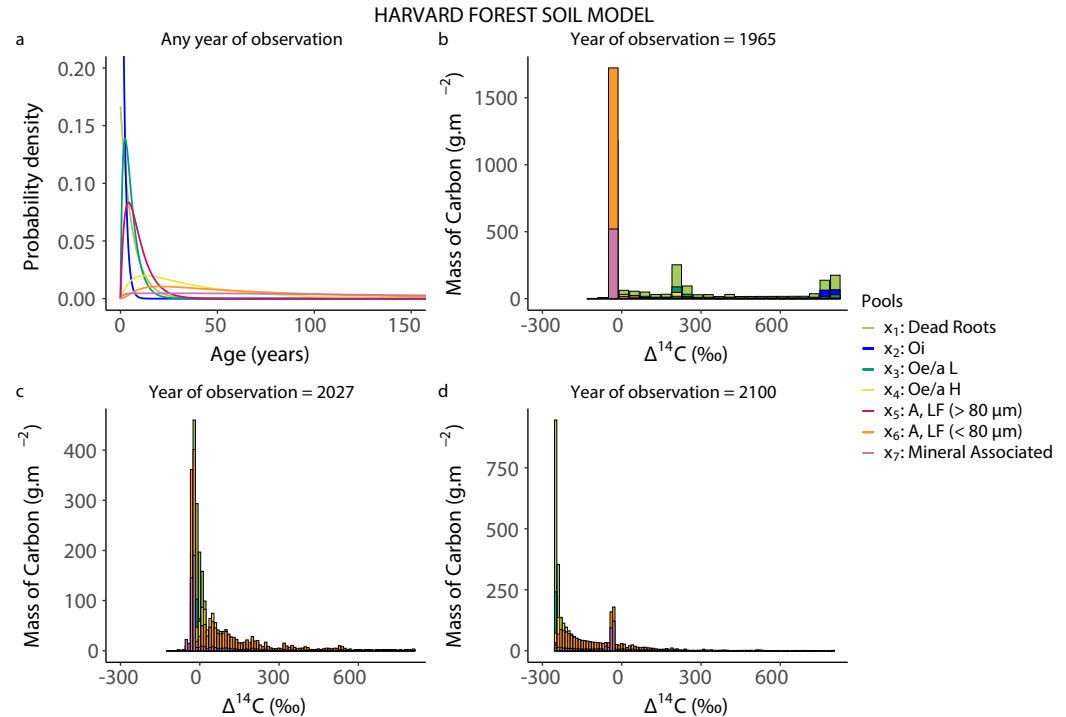 HARVARD FOREST SOIL MODEL
a
Any year of observation
Probability density
0.20
0.15
0.10
0.05
0.00
0 50 100 150
Age (years)
b
Year of observation = 1965
Mass of Carbon (g.m⁻²)
1500
1000
500
0
-300 0 300 600
Δ¹⁴C (‰)
c
Year of observation = 2027
Mass of Carbon (g.m⁻²)
400
300
200
100
0
-300 0 300 600
Δ¹⁴C (‰)
d
Year of observation = 2100
Mass of Carbon (g.m⁻²)
750
500
250
0
-300 0 300 600
Δ¹⁴C (‰)
Pools
x₁: Dead Roots
x₂: Oi
x₃: Oe/a L
x₄: Oe/a H
x₅: A, LF (> 80 μm)
x₆: A, LF (< 80 μm)
x₇: Mineral Associated